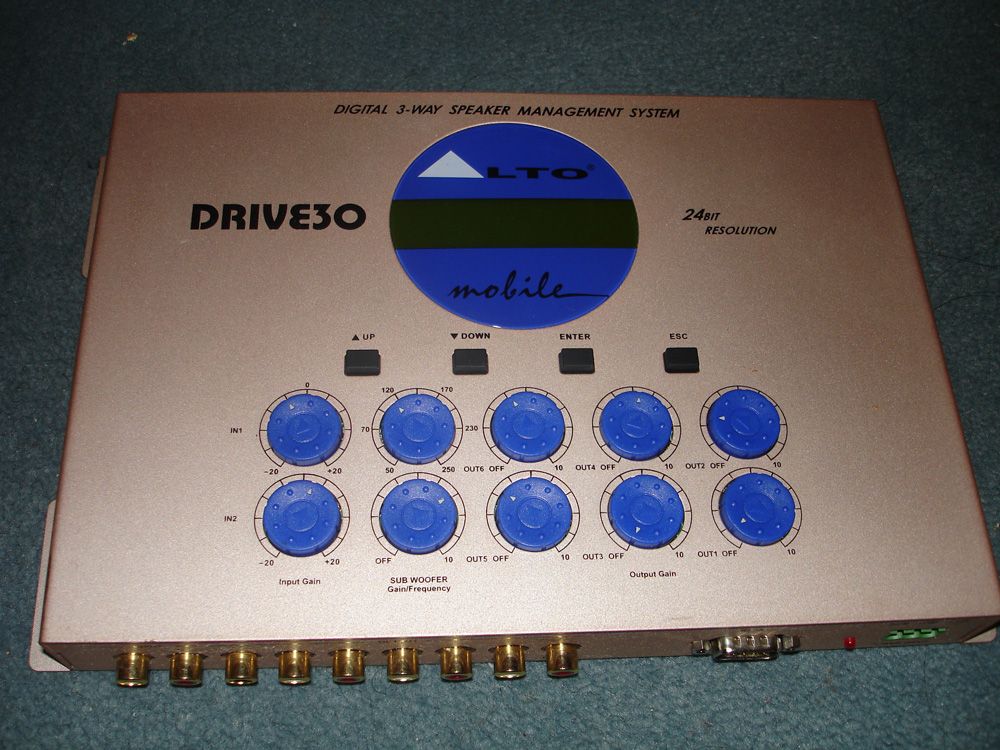 DIGITAL 3-WAY SPEAKER MANAGEMENT SYSTEM
ALTO®
DRIVE30
24BIT
RESOLUTION
mobile
▲UP ▼DOWN ENTER ESC
0 120 170
IN1 70 230
-20 +20 50 250 OUT6 OFF 10 OUT4 OFF 10 OUT2 OFF 10
IN2
-20 +20 OFF 10 OUT5 OFF 10 OUT3 OFF 10 OUT1 OFF 10
Input Gain SUB WOOFER Output Gain
Gain/Frequency